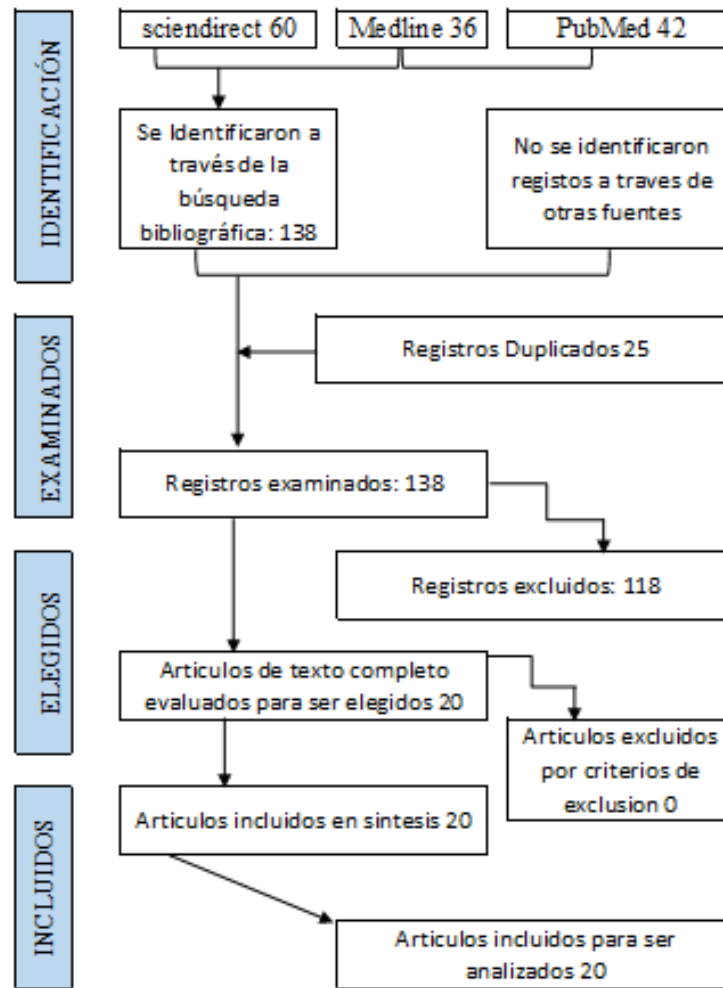 IDENTIFICACIÓN
sciendirect 60
Medline 36
PubMed 42
Se Identificaron a
través de la
búsqueda
bibliográfica: 138
No se identificaron
registos a traves de
otras fuentes
EXAMINADOS
Registros Duplicados 25
Registros examinados: 138
ELEGIDOS
Registros excluidos: 118
Articulos de texto completo
evaluados para ser elegidos 20
Articulos excluidos
por criterios de
exclusion 0
INCLUIDOS
Articulos incluidos en sintesis 20
Articulos incluidos para ser
analizados 20